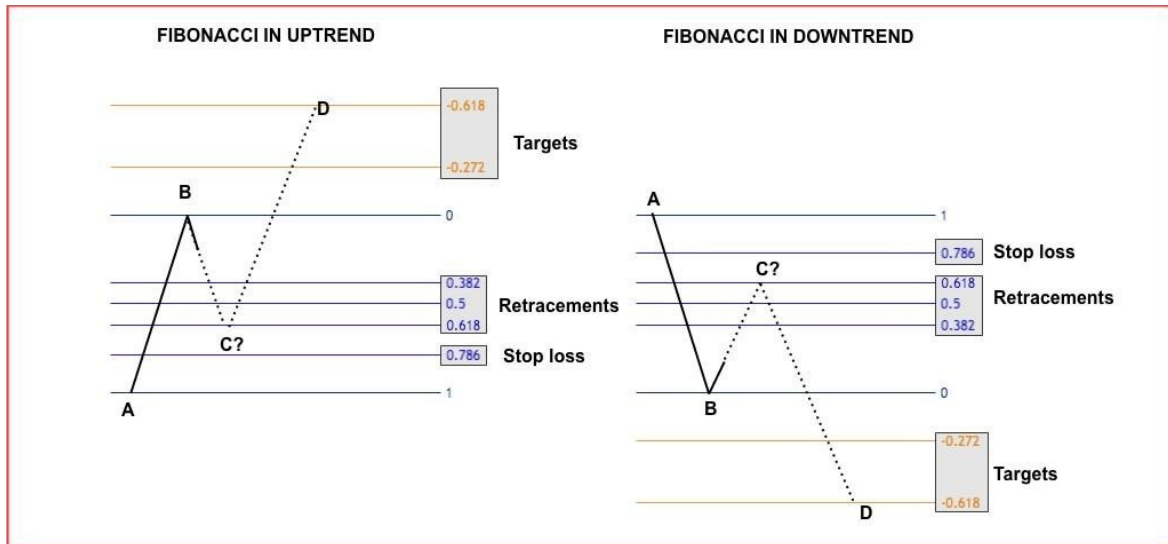 FIBONACCI IN UPTREND
D
-0.618
Targets
-0.272
B
0
0.382
0.5
Retracements
0.618
C?
0.786
Stop loss
1
A
FIBONACCI IN DOWNTREND
A
1
0.786
Stop loss
C?
0.618
0.5
Retracements
0.382
0
B
-0.272
Targets
-0.618
D